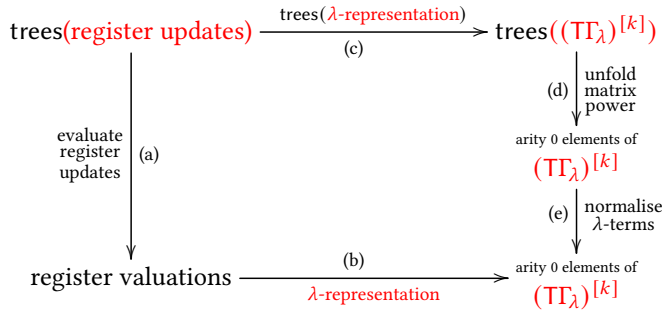 trees(register updates)
trees(λ-representation)
(c)
trees((TΓλ)^[k])
evaluate
register
updates
(a)
(d)
unfold
matrix
power
arity 0 elements of
(TΓλ)^[k]
(e)
normalise
λ-terms
register valuations
(b)
λ-representation
arity 0 elements of
(TΓλ)^[k]